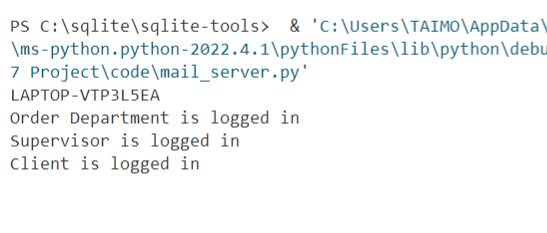 PS C:\sqlite\sqlite-tools>  & 'C:\Users\TAIMO\AppData\
\ms-python.python-2022.4.1\pythonFiles\lib\python\debu
7 Project\code\mail_server.py'
LAPTOP-VTP3L5EA
Order Department is logged in
Supervisor is logged in
Client is logged in